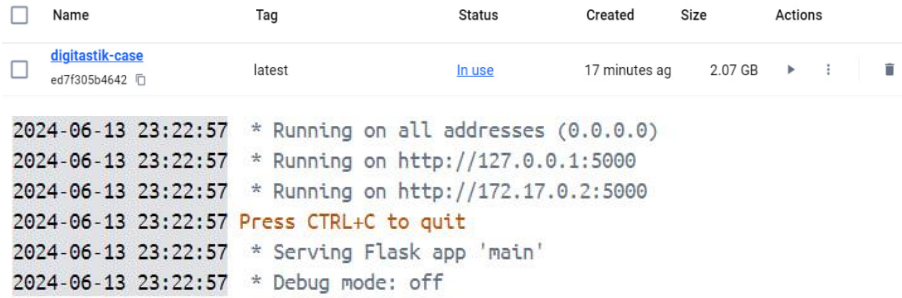 Name Tag Status Created Size Actions
digitastik-case
ed7f305b4642
latest In use 17 minutes ag 2.07 GB
2024-06-13 23:22:57 * Running on all addresses (0.0.0.0)
2024-06-13 23:22:57 * Running on http://127.0.0.1:5000
2024-06-13 23:22:57 * Running on http://172.17.0.2:5000
2024-06-13 23:22:57 Press CTRL+C to quit
2024-06-13 23:22:57 * Serving Flask app 'main'
2024-06-13 23:22:57 * Debug mode: off